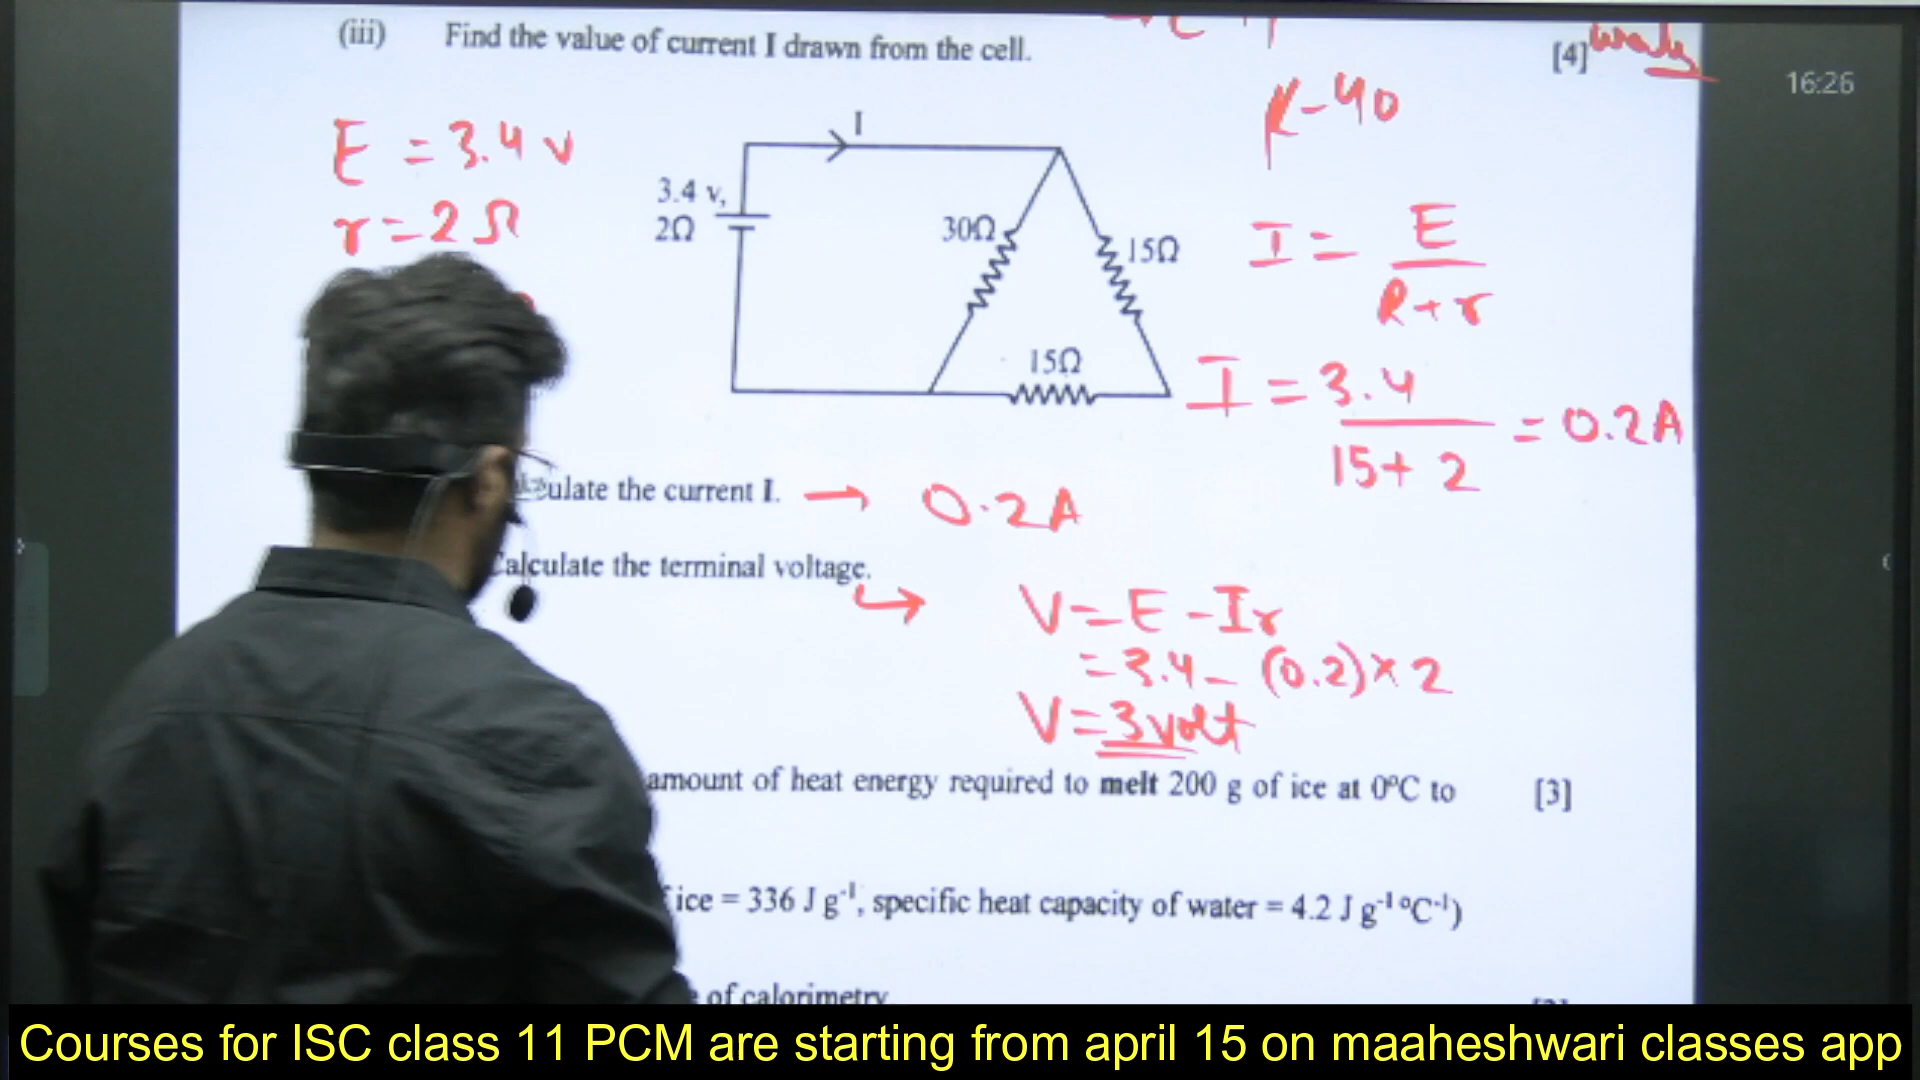 (iii) Find the value of current I drawn from the cell.
[4]
16:26
K-40
E = 3.4 v
r = 2 Ω
I
3.4 v,
2Ω
30Ω
15Ω
15Ω
I = E / R + r
I = 3.4 / 15 + 2 = 0.2A
culate the current I. → 0.2A
Calculate the terminal voltage.
V = E - Ir
= 3.4 - (0.2) × 2
V = 3 volt
amount of heat energy required to melt 200 g of ice at 0°C to [3]
ice = 336 J g⁻¹, specific heat capacity of water = 4.2 J g⁻¹°C⁻¹)
of calorimetry
Courses for ISC class 11 PCM are starting from april 15 on maaheshwari classes app